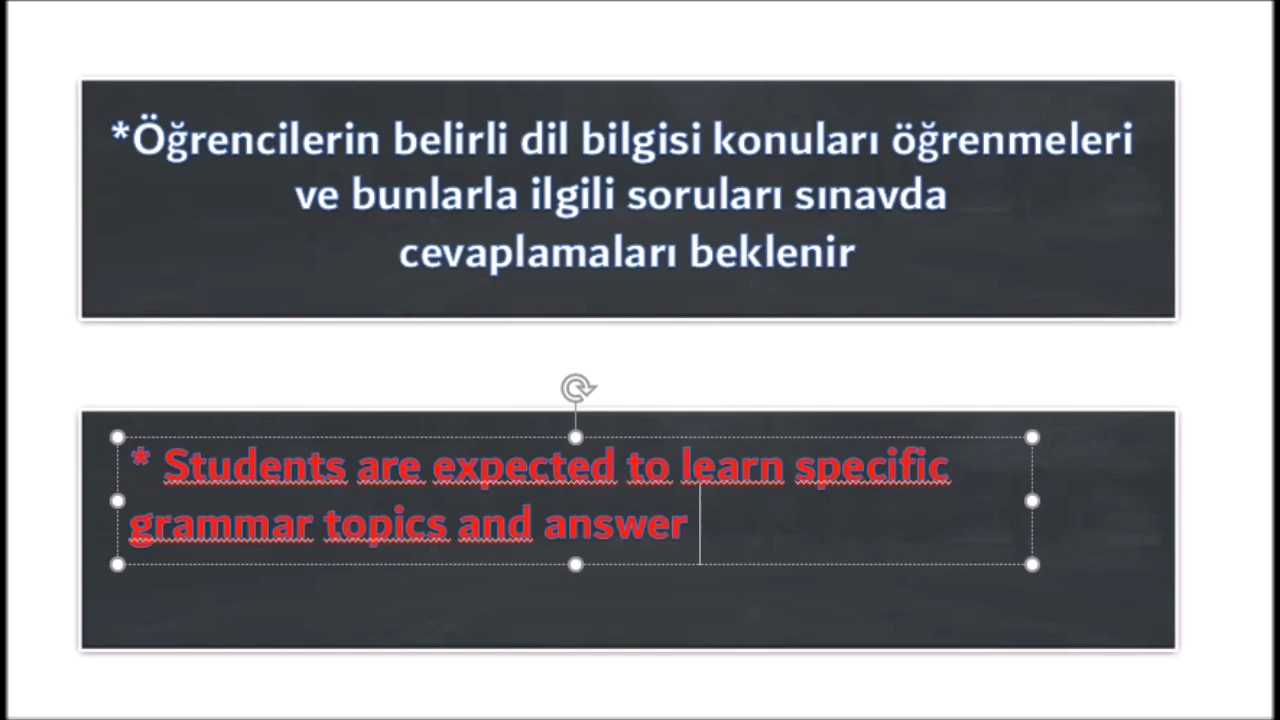 *Öğrencilerin belirli dil bilgisi konuları öğrenmeleri
ve bunlarla ilgili soruları sınavda
cevaplamaları beklenir
* Students are expected to learn specific
grammar topics and answer